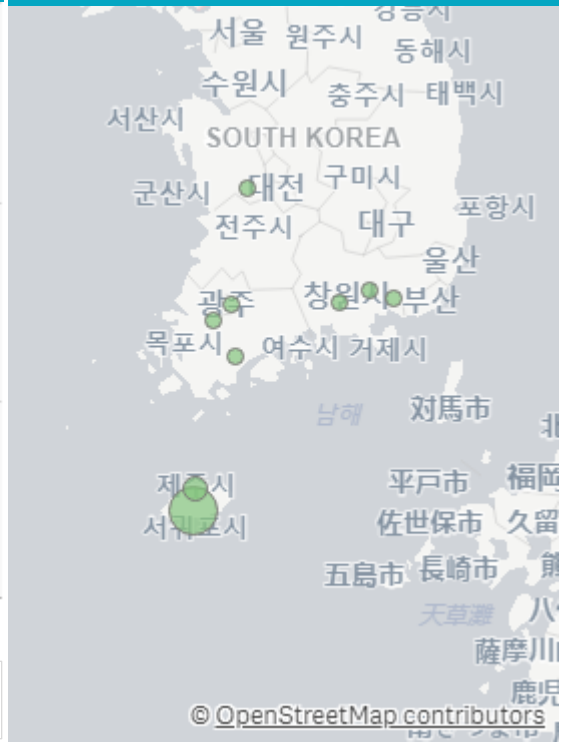 강릉시
서울 원주시
동해시
수원시
충주시 태백시
서산시
SOUTH KOREA
대전 구미시
군산시
포항시
전주시 대구
울산
광주 창원시 부산
목포시 여수시 거제시
남해 対馬市
제주시 平戸市 福岡
서귀포시 佐世保市 久留
五島市 長崎市
天草灘
薩摩川
© OpenStreetMap contributors